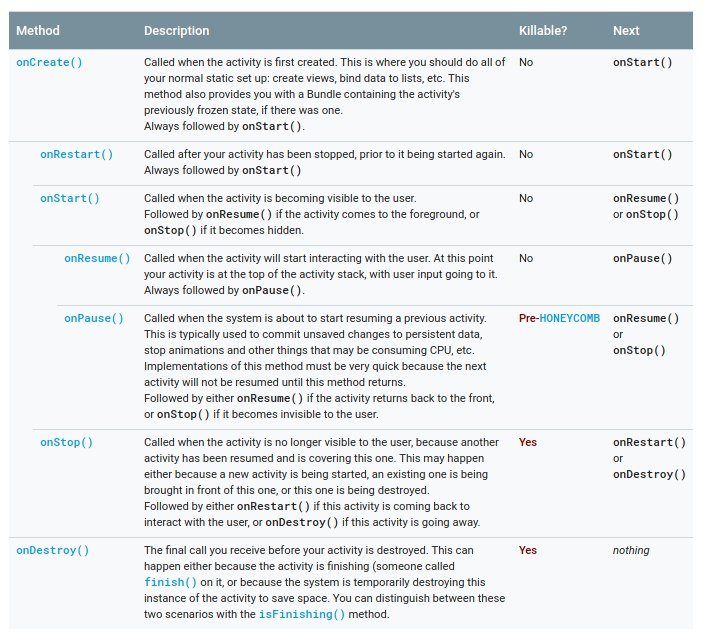 Method Description Killable? Next
onCreate() Called when the activity is first created. This is where you should do all of No onStart()
your normal static set up: create views, bind data to lists, etc. This
method also provides you with a Bundle containing the activity's
previously frozen state, if there was one.
Always followed by onStart().
onRestart() Called after your activity has been stopped, prior to it being started again. No onStart()
Always followed by onStart()
onStart() Called when the activity is becoming visible to the user. No onResume()
Followed by onResume() if the activity comes to the foreground, or or onStop()
onStop() if it becomes hidden.
onResume() Called when the activity will start interacting with the user. At this point No onPause()
your activity is at the top of the activity stack, with user input going to it.
Always followed by onPause().
onPause() Called when the system is about to start resuming a previous activity. Pre-HONEYCOMB onResume()
This is typically used to commit unsaved changes to persistent data, or
stop animations and other things that may be consuming CPU, etc. onStop()
Implementations of this method must be very quick because the next
activity will not be resumed until this method returns.
Followed by either onResume() if the activity returns back to the front,
or onStop() if it becomes invisible to the user.
onStop() Called when the activity is no longer visible to the user, because another Yes onRestart()
activity has been resumed and is covering this one. This may happen or
either because a new activity is being started, an existing one is being onDestroy()
brought in front of this one, or this one is being destroyed.
Followed by either onRestart() if this activity is coming back to
interact with the user, or onDestroy() if this activity is going away.
onDestroy() The final call you receive before your activity is destroyed. This can Yes nothing
happen either because the activity is finishing (someone called
finish() on it, or because the system is temporarily destroying this
instance of the activity to save space. You can distinguish between these
two scenarios with the isFinishing() method.